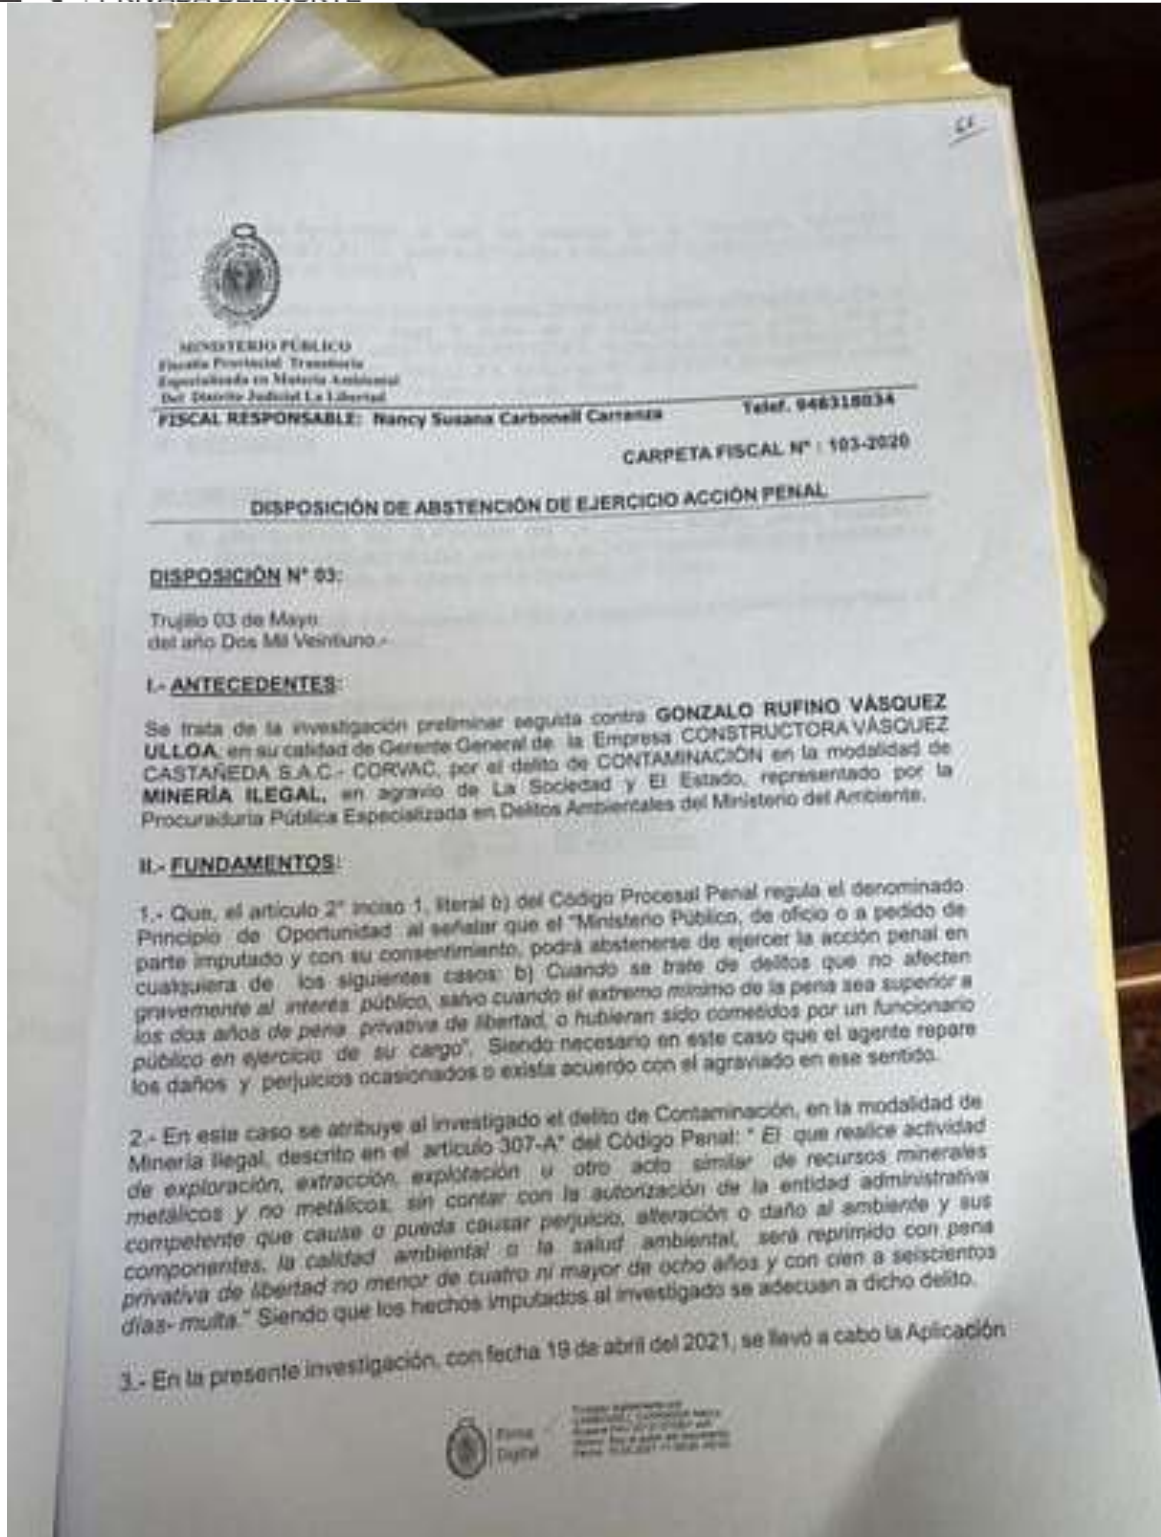 PRIVADA DEL NORTE
MINISTERIO PÚBLICO
Fiscalía Provincial Transitoria
Especializada en Materia Ambiental
Del Distrito Judicial La Libertad
FISCAL RESPONSABLE: Nancy Susana Carbonell Carranza Telef. 948318034
CARPETA FISCAL N° : 103-2020
DISPOSICIÓN DE ABSTENCIÓN DE EJERCICIO ACCIÓN PENAL
DISPOSICIÓN N° 03:
Trujillo 03 de Mayo
del año Dos Mil Veintiuno.-
I.- ANTECEDENTES:
Se trata de la investigación preliminar seguida contra GONZALO RUFINO VÁSQUEZ
ULLOA, en su calidad de Gerente General de la Empresa CONSTRUCTORA VÁSQUEZ
CASTAÑEDA S.A.C.- CORVAC, por el delito de CONTAMINACIÓN en la modalidad de
MINERÍA ILEGAL, en agravio de La Sociedad y El Estado, representado por la
Procuraduría Pública Especializada en Delitos Ambientales del Ministerio del Ambiente.
II.- FUNDAMENTOS:
1.- Que, el artículo 2° inciso 1, literal b) del Código Procesal Penal regula el denominado
Principio de Oportunidad al señalar que el "Ministerio Público, de oficio o a pedido de
parte imputado y con su consentimiento, podrá abstenerse de ejercer la acción penal en
cualquiera de los siguientes casos: b) Cuando se trate de delitos que no afecten
gravemente al interés público, salvo cuando el extremo mínimo de la pena sea superior a
los dos años de pena privativa de libertad, o hubieran sido cometidos por un funcionario
público en ejercicio de su cargo". Siendo necesario en este caso que el agente repare
los daños y perjuicios ocasionados o exista acuerdo con el agraviado en ese sentido.
2.- En este caso se atribuye al investigado el delito de Contaminación, en la modalidad de
Minería Ilegal, descrito en el artículo 307-A° del Código Penal: " El que realice actividad
de exploración, extracción, explotación u otro acto similar de recursos minerales
metálicos y no metálicos, sin contar con la autorización de la entidad administrativa
competente que cause o pueda causar perjuicio, alteración o daño al ambiente y sus
componentes, la calidad ambiental o la salud ambiental, será reprimido con pena
privativa de libertad no menor de cuatro ni mayor de ocho años y con cien a seiscientos
días- multa." Siendo que los hechos imputados al investigado se adecuan a dicho delito.
3.- En la presente investigación, con fecha 19 de abril del 2021, se llevó a cabo la Aplicación
Firma
Digital